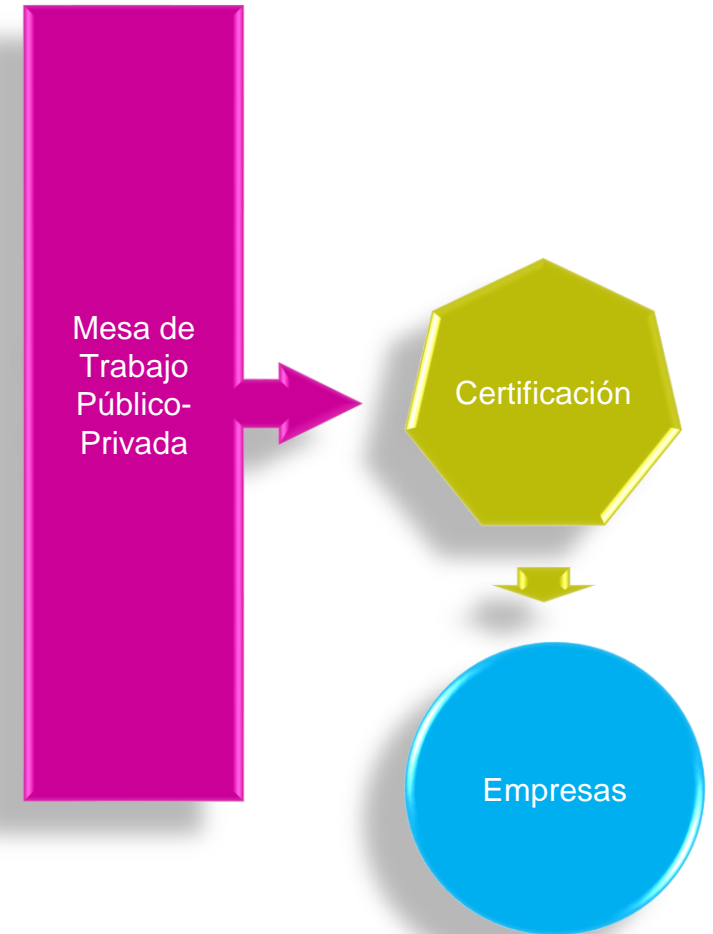 Mesa de
Trabajo
Público-
Privada
Certificación
Empresas